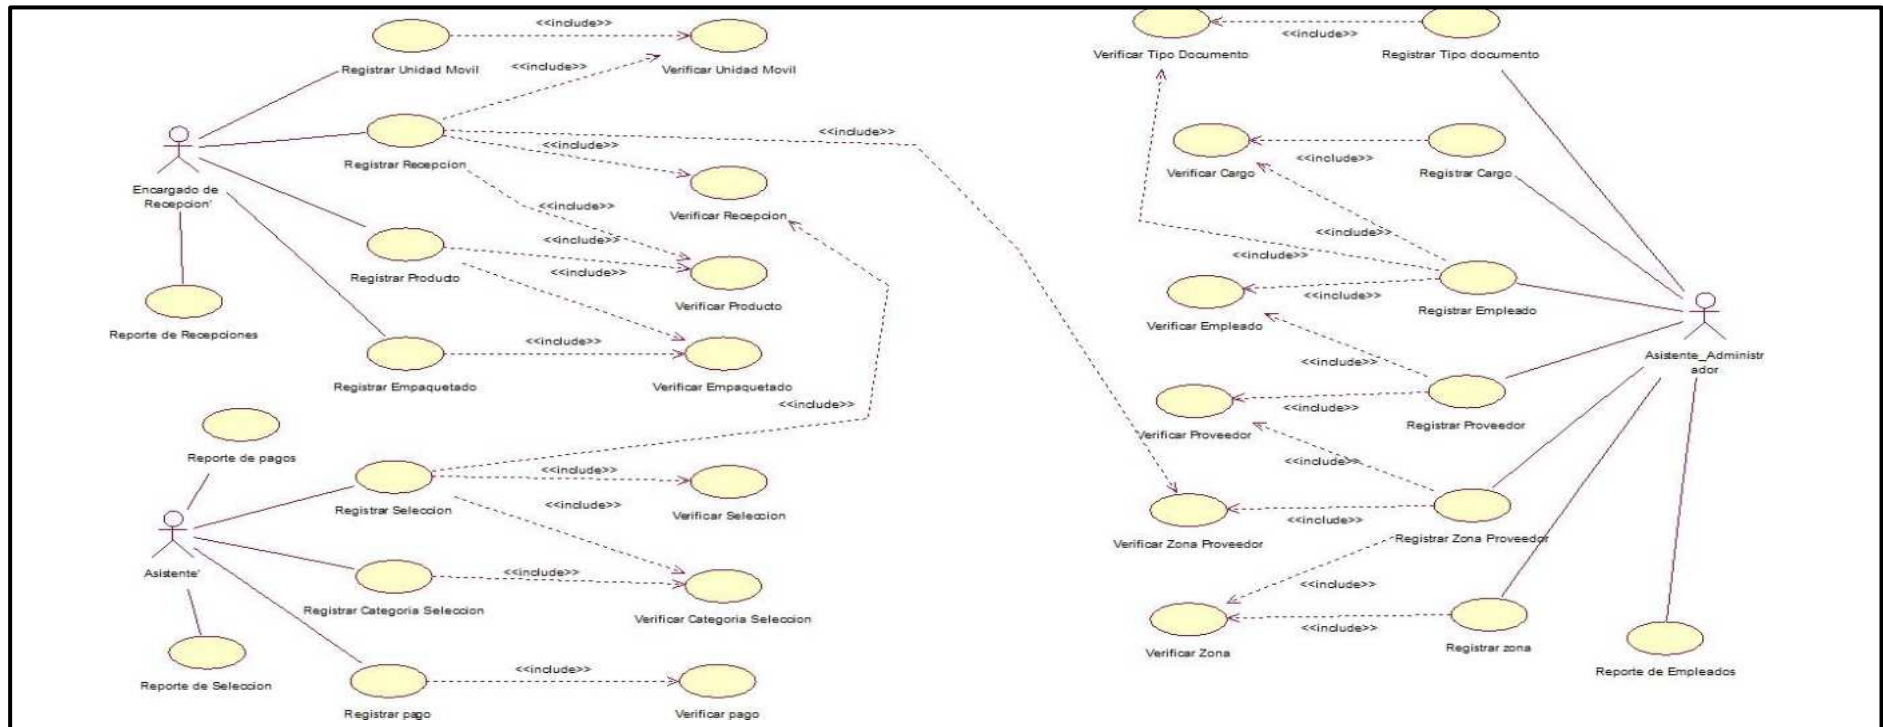 <<include>>
Registrar Unidad Movil
<<include>>
Verificar Unidad Movil
<<include>>
Registrar Recepcion
<<include>>
Encargado de
Recepcion'
<<include>>
Verificar Recepcion
<<include>>
Registrar Producto
<<include>>
Verificar Producto
Reporte de Recepciones
<<include>>
Registrar Empaquetado
Verificar Empaquetado
<<include>>
Reporte de pagos
<<include>>
Registrar Seleccion
<<include>>
Verificar Seleccion
Asistente'
<<include>>
Registrar Categoria Seleccion
Verificar Categoria Seleccion
Reporte de Seleccion
<<include>>
Registrar pago
Verificar pago
<<include>>
Verificar Tipo Documento
Registrar Tipo documento
<<include>>
Verificar Cargo
Registrar Cargo
<<include>>
<<include>>
<<include>>
Verificar Empleado
Registrar Empleado
Asistente_Administr
ador
<<include>>
<<include>>
Verificar Proveedor
Registrar Proveedor
<<include>>
<<include>>
Verificar Zona Proveedor
Registrar Zona Proveedor
<<include>>
<<include>>
Verificar Zona
Registrar zona
Reporte de Empleados